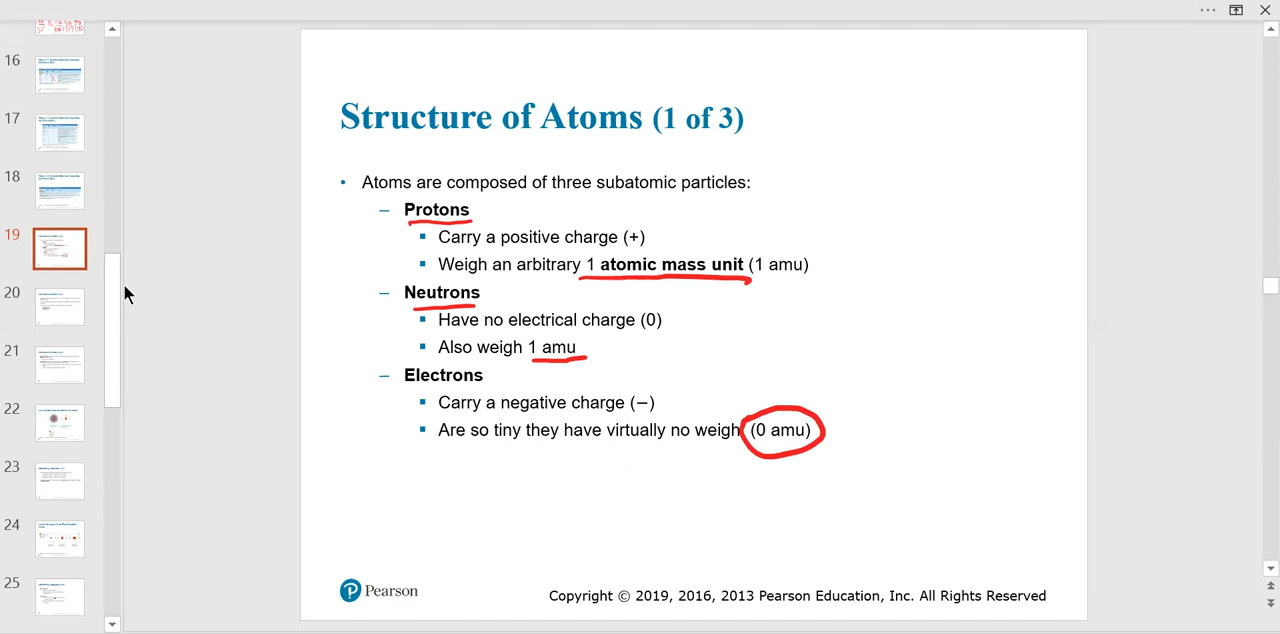 16
17
18
19
20
21
22
23
24
25
Structure of Atoms (1 of 3)
• Atoms are composed of three subatomic particles:
– Protons
▪ Carry a positive charge (+)
▪ Weigh an arbitrary 1 atomic mass unit (1 amu)
– Neutrons
▪ Have no electrical charge (0)
▪ Also weigh 1 amu
– Electrons
▪ Carry a negative charge (−)
▪ Are so tiny they have virtually no weigh (0 amu)
P Pearson
Copyright © 2019, 2016, 2013 Pearson Education, Inc. All Rights Reserved